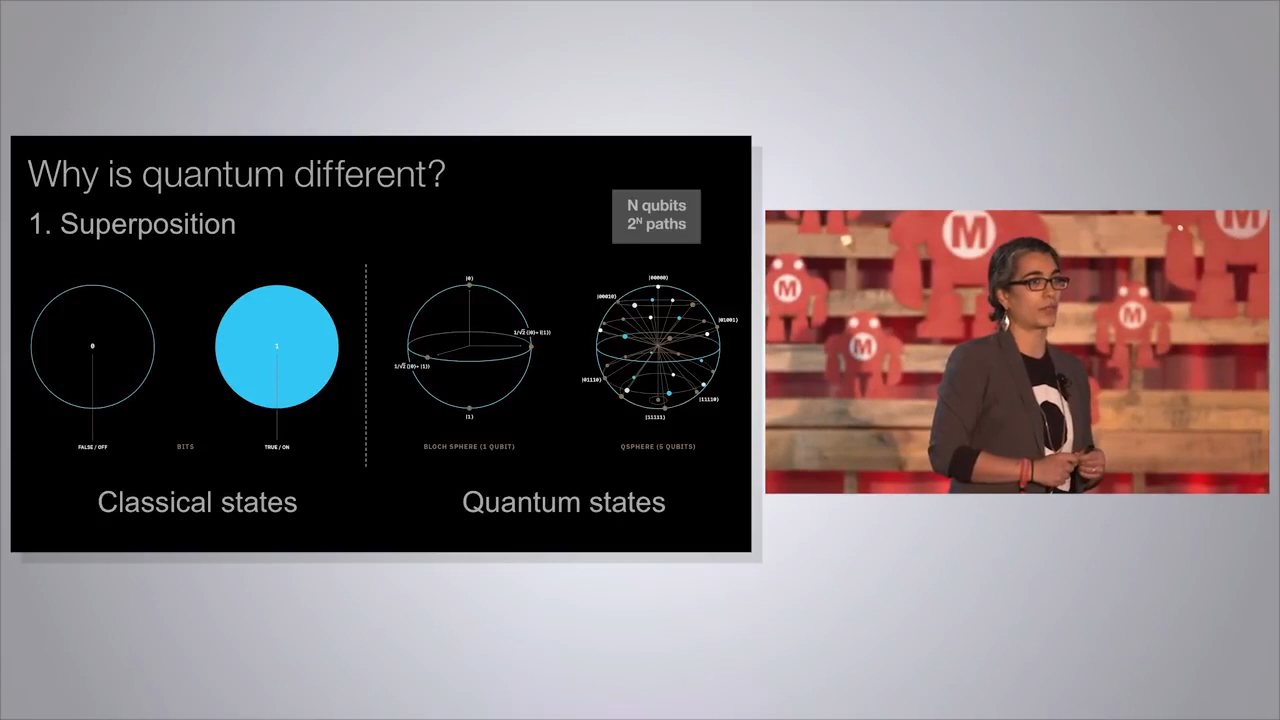 Why is quantum different?
1. Superposition
N qubits
2ᴺ paths
0
1
FALSE / OFF
BITS
TRUE / ON
|0⟩
1/√2 (|0⟩+ i|1⟩)
1/√2 (|0⟩+ |1⟩)
|1⟩
BLOCH SPHERE (1 QUBIT)
|00000⟩
|00010⟩
|01001⟩
|01110⟩
|11110⟩
|11111⟩
QSPHERE (5 QUBITS)
Classical states
Quantum states
M
M
M
M
M